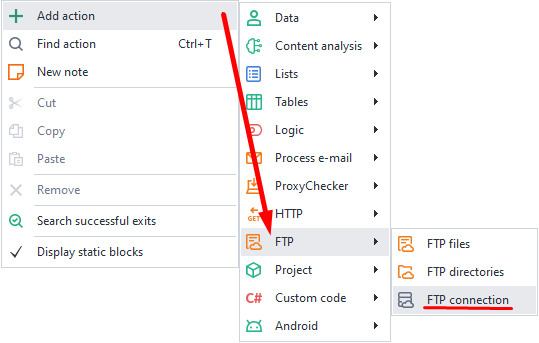 Add action
Find action Ctrl+T
New note
Cut
Copy
Paste
Remove
Search successful exits
Display static blocks
Data
Content analysis
Lists
Tables
Logic
Process e-mail
ProxyChecker
GET HTTP
FTP
Project
C# Custom code
Android
FTP files
FTP directories
FTP connection